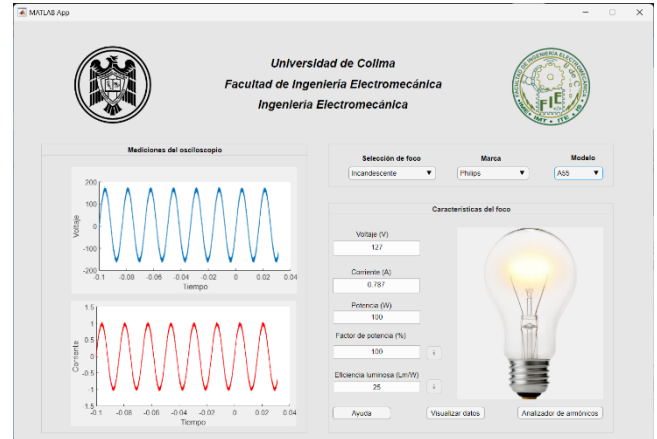 MATLAB App
Universidad de Colima
Facultad de Ingeniería Electromecánica
Ingeniería Electromecánica
FIE
Mediciones del osciloscopio
200
100
0
-100
-200
Voltaje
-0.1 -0.08 -0.06 -0.04 -0.02 0 0.02 0.04
Tiempo
1.5
1
0.5
0
-0.5
-1
-1.5
Corriente
-0.1 -0.08 -0.06 -0.04 -0.02 0 0.02 0.04
Tiempo
Selección de foco Marca Modelo
Incandescente Philips A55
Características del foco
Voltaje (V)
127
Corriente (A)
0.787
Potencia (W)
100
Factor de potencia (%)
100
i
Eficiencia luminosa (Lm/W)
25
i
Ayuda Visualizar datos Analizador de armónicos